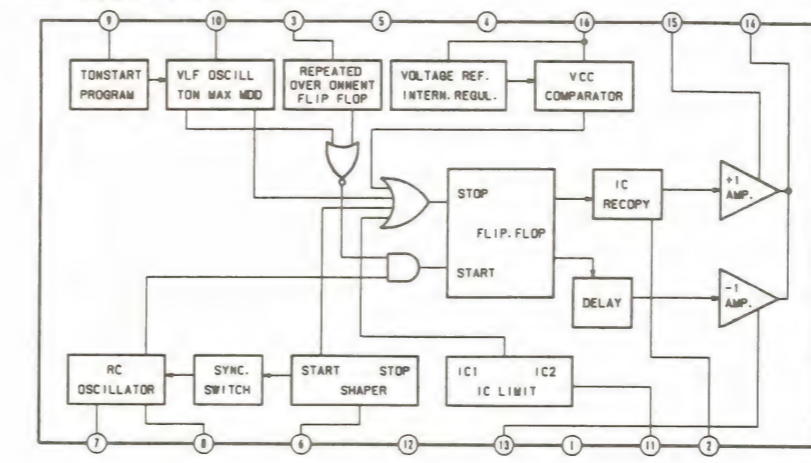 9 10 3 5 4 16 15 14
TONSTART
PROGRAM
VLF OSCILL
TON MAX MDD
REPEATED
OVER ONNENT
FLIP FLOP
VOLTAGE REF.
INTERN. REGUL.
VCC
COMPARATOR
STOP
FLIP.FLOP
START
IC
RECOPY
DELAY
+1
AMP.
-1
AMP.
RC
OSCILLATOR
SYNC.
SWITCH
START STOP
SHAPER
IC1 IC2
IC LIMIT
7 8 6 12 13 1 11 2